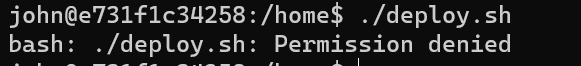 john@e731f1c34258:/home$ ./deploy.sh
bash: ./deploy.sh: Permission denied